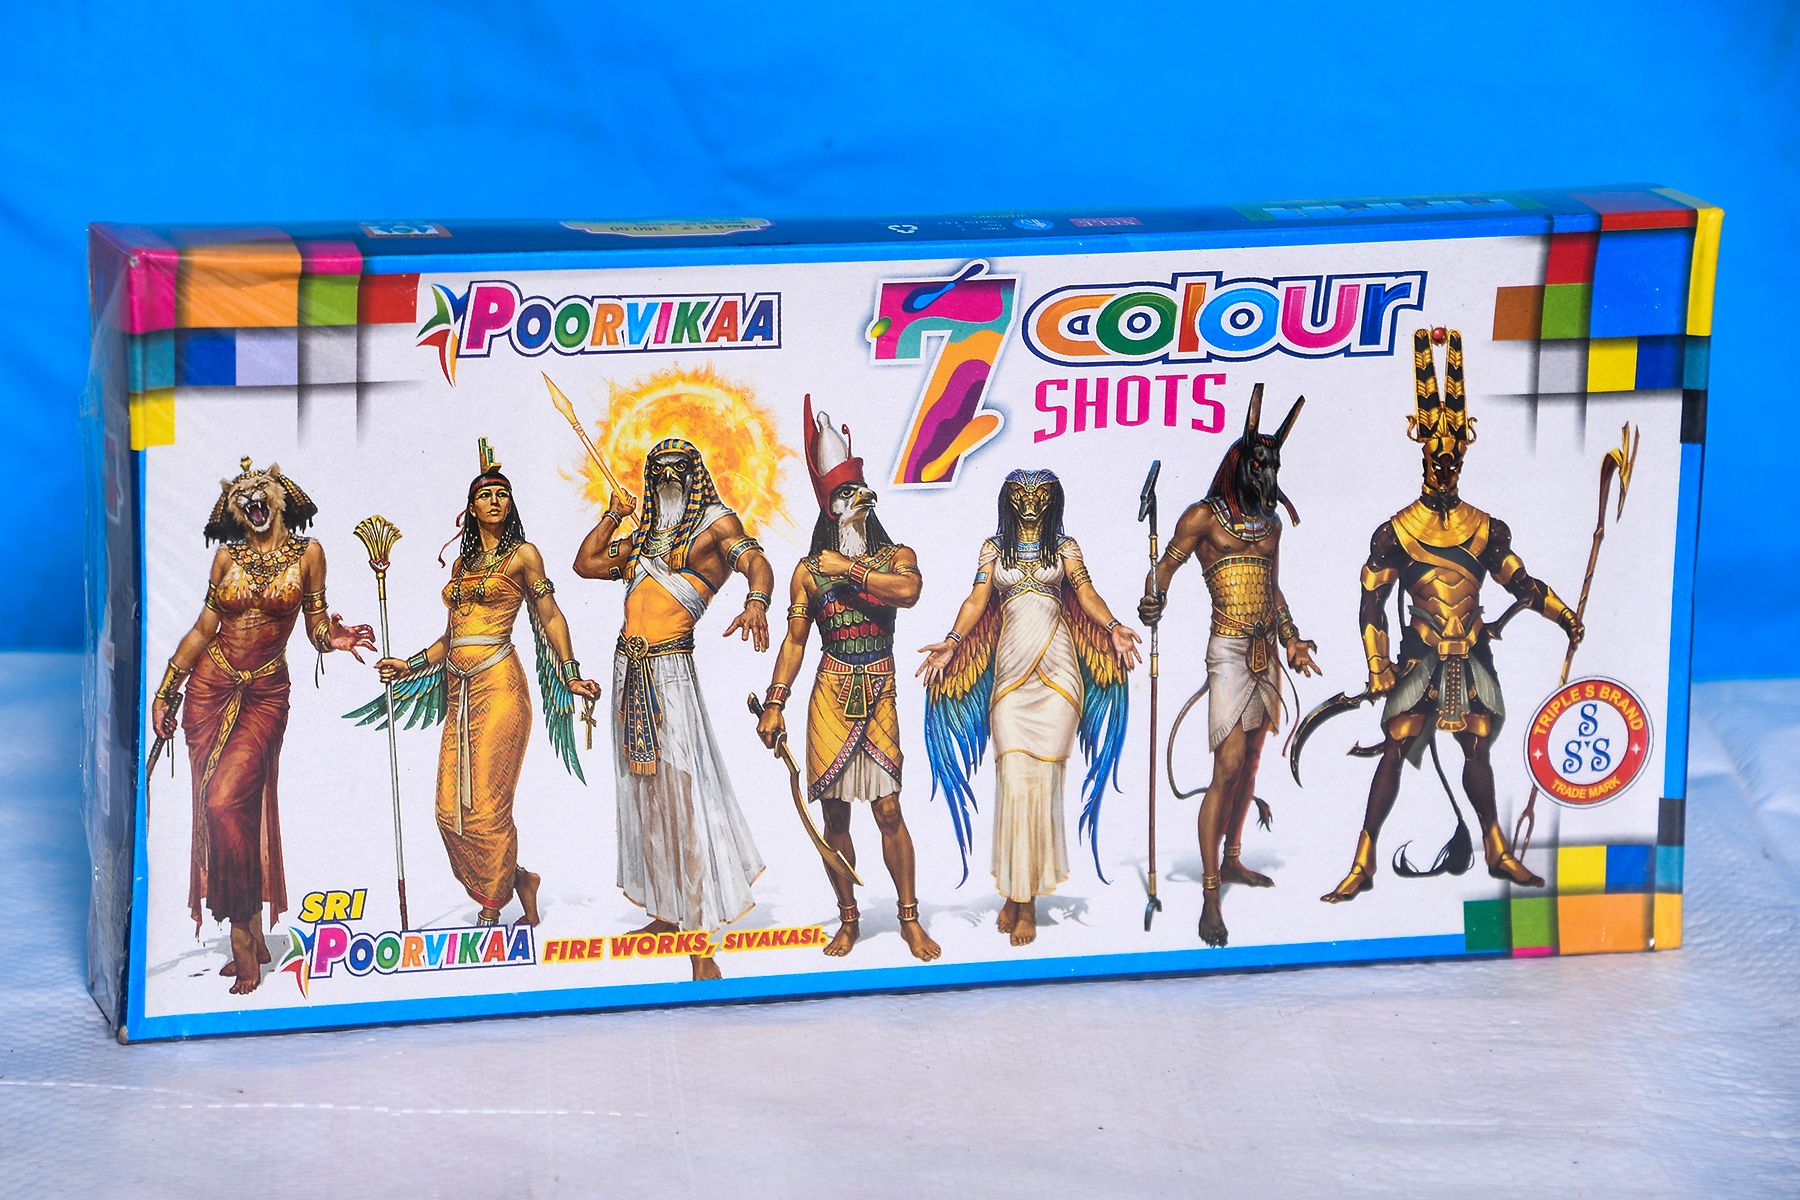 POORVIKAA
7 colour
SHOTS
TRIPLE S BRAND
S
S S
TRADE MARK
SRI
POORVIKAA FIRE WORKS, SIVAKASI.